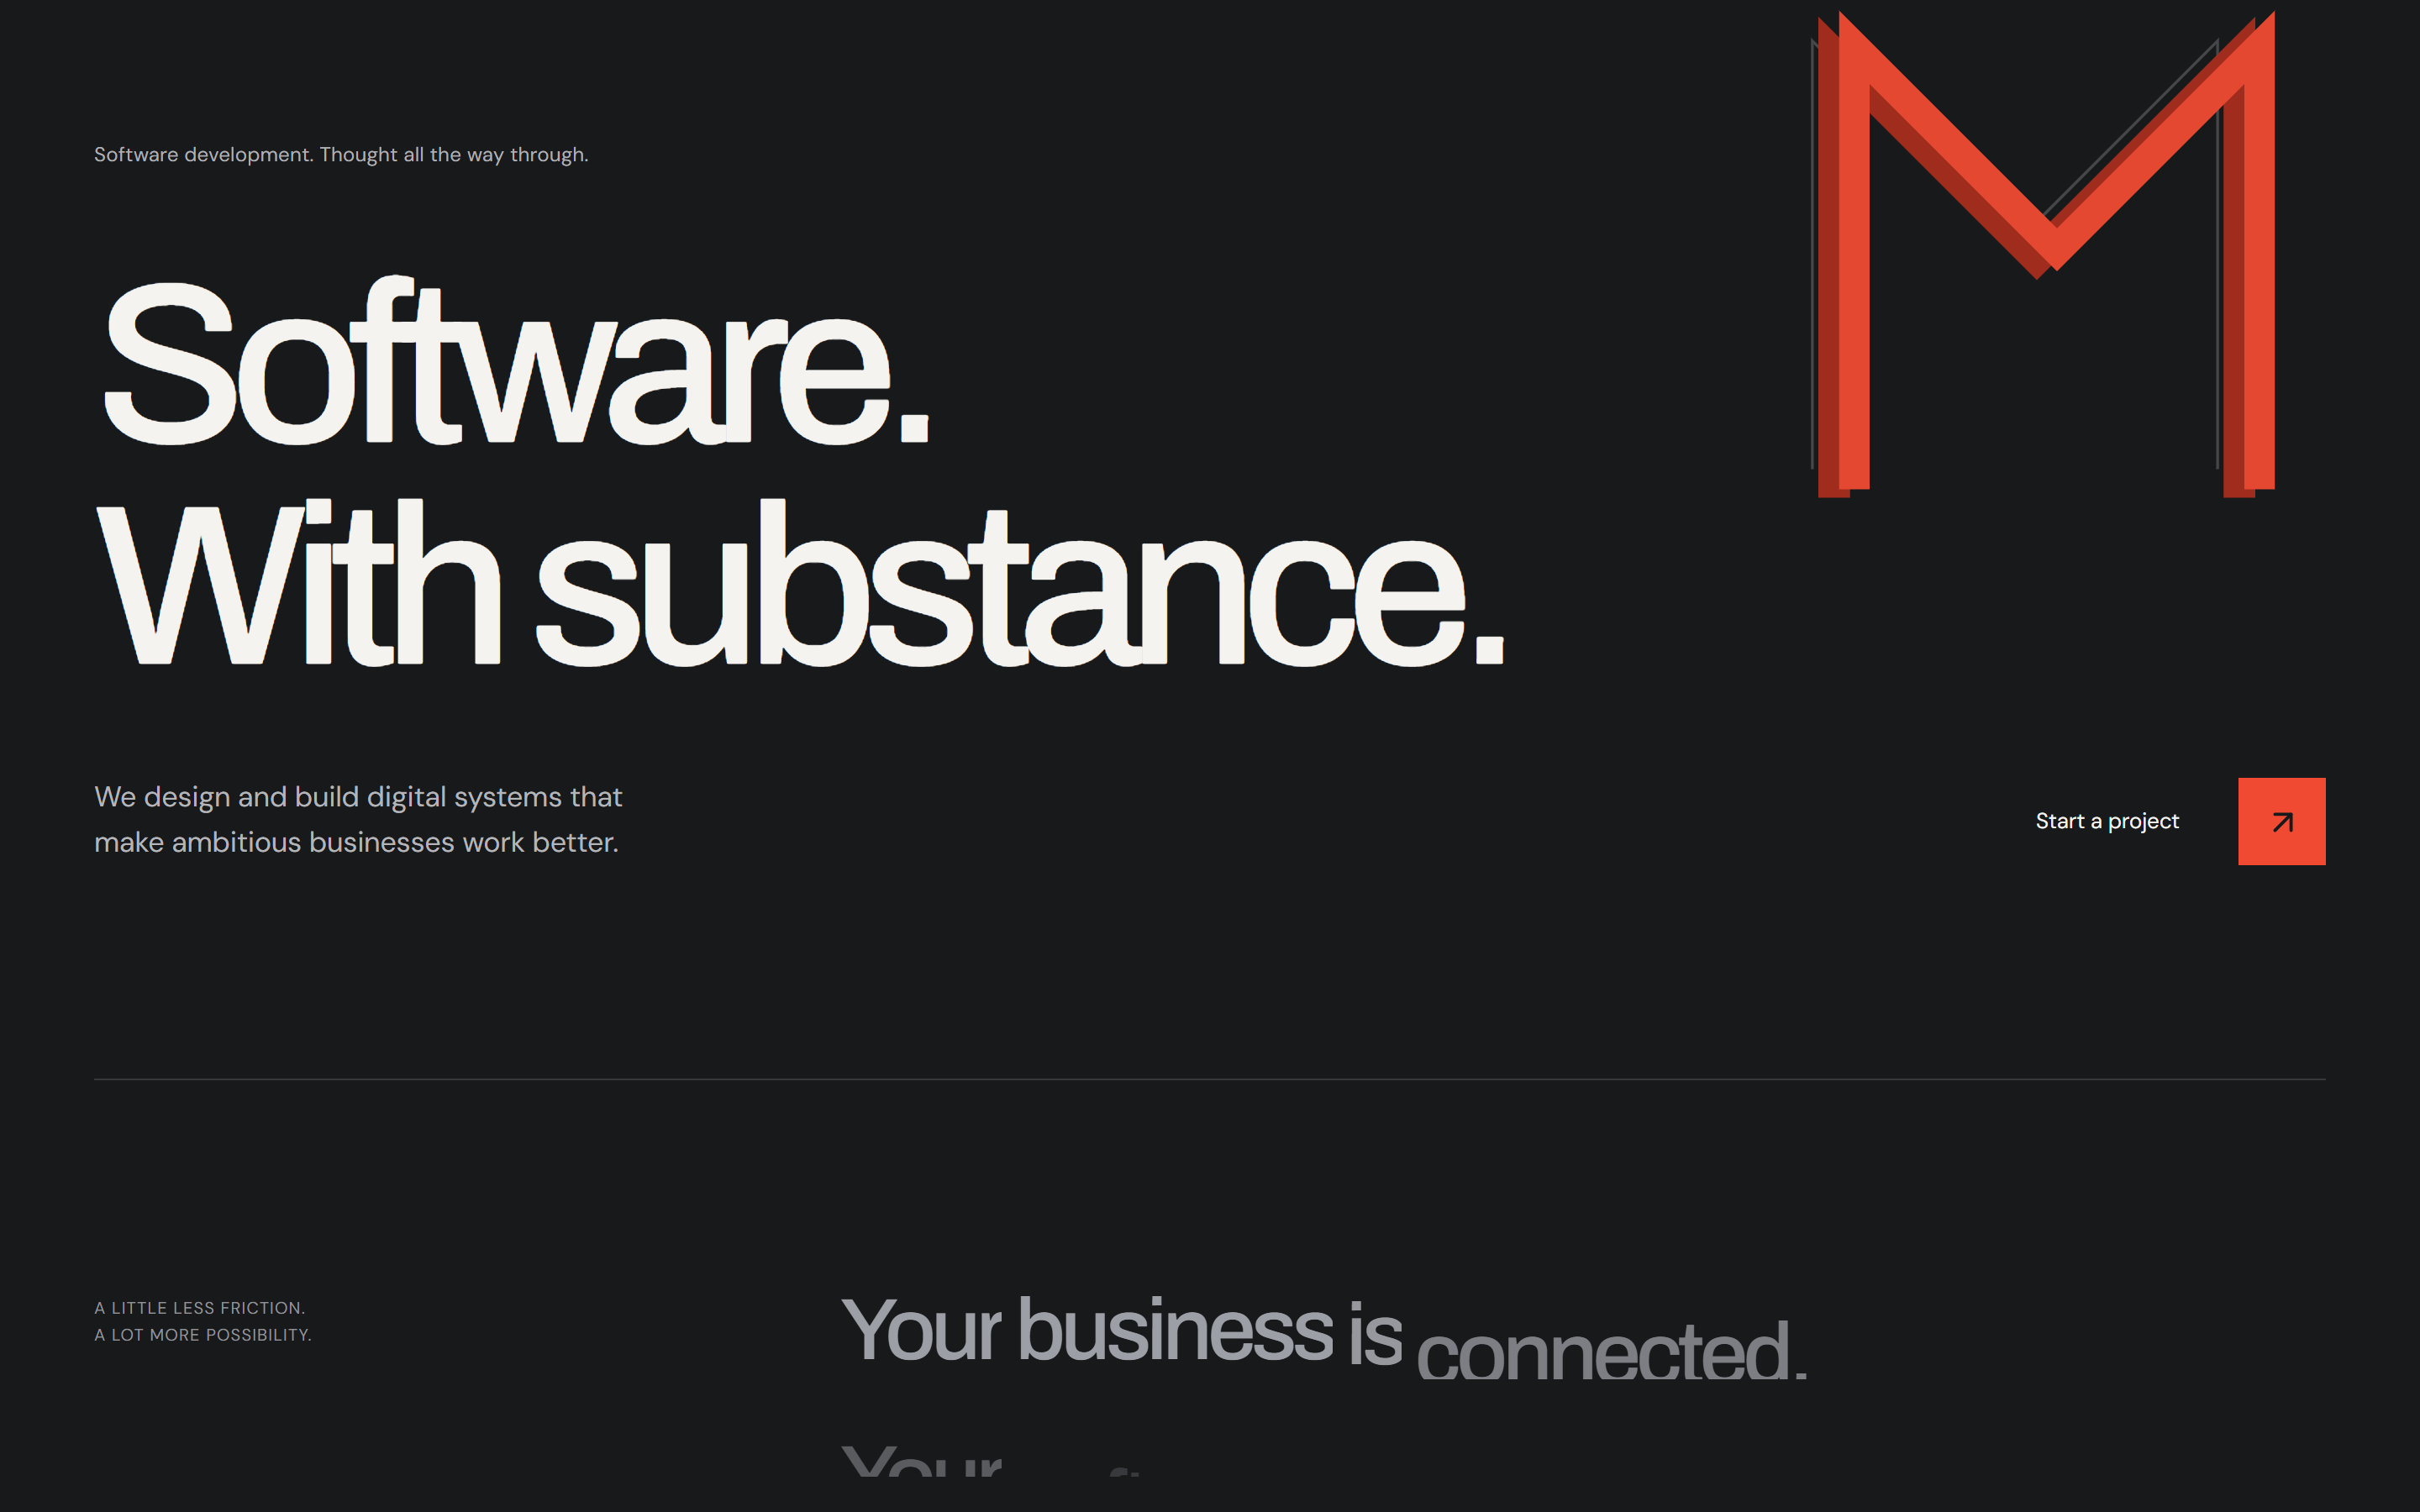 M
Software development. Thought all the way through.
Software.
With substance.
We design and build digital systems that
make ambitious businesses work better.
Start a project
A LITTLE LESS FRICTION.
A LOT MORE POSSIBILITY.
Your business is connected.
Your